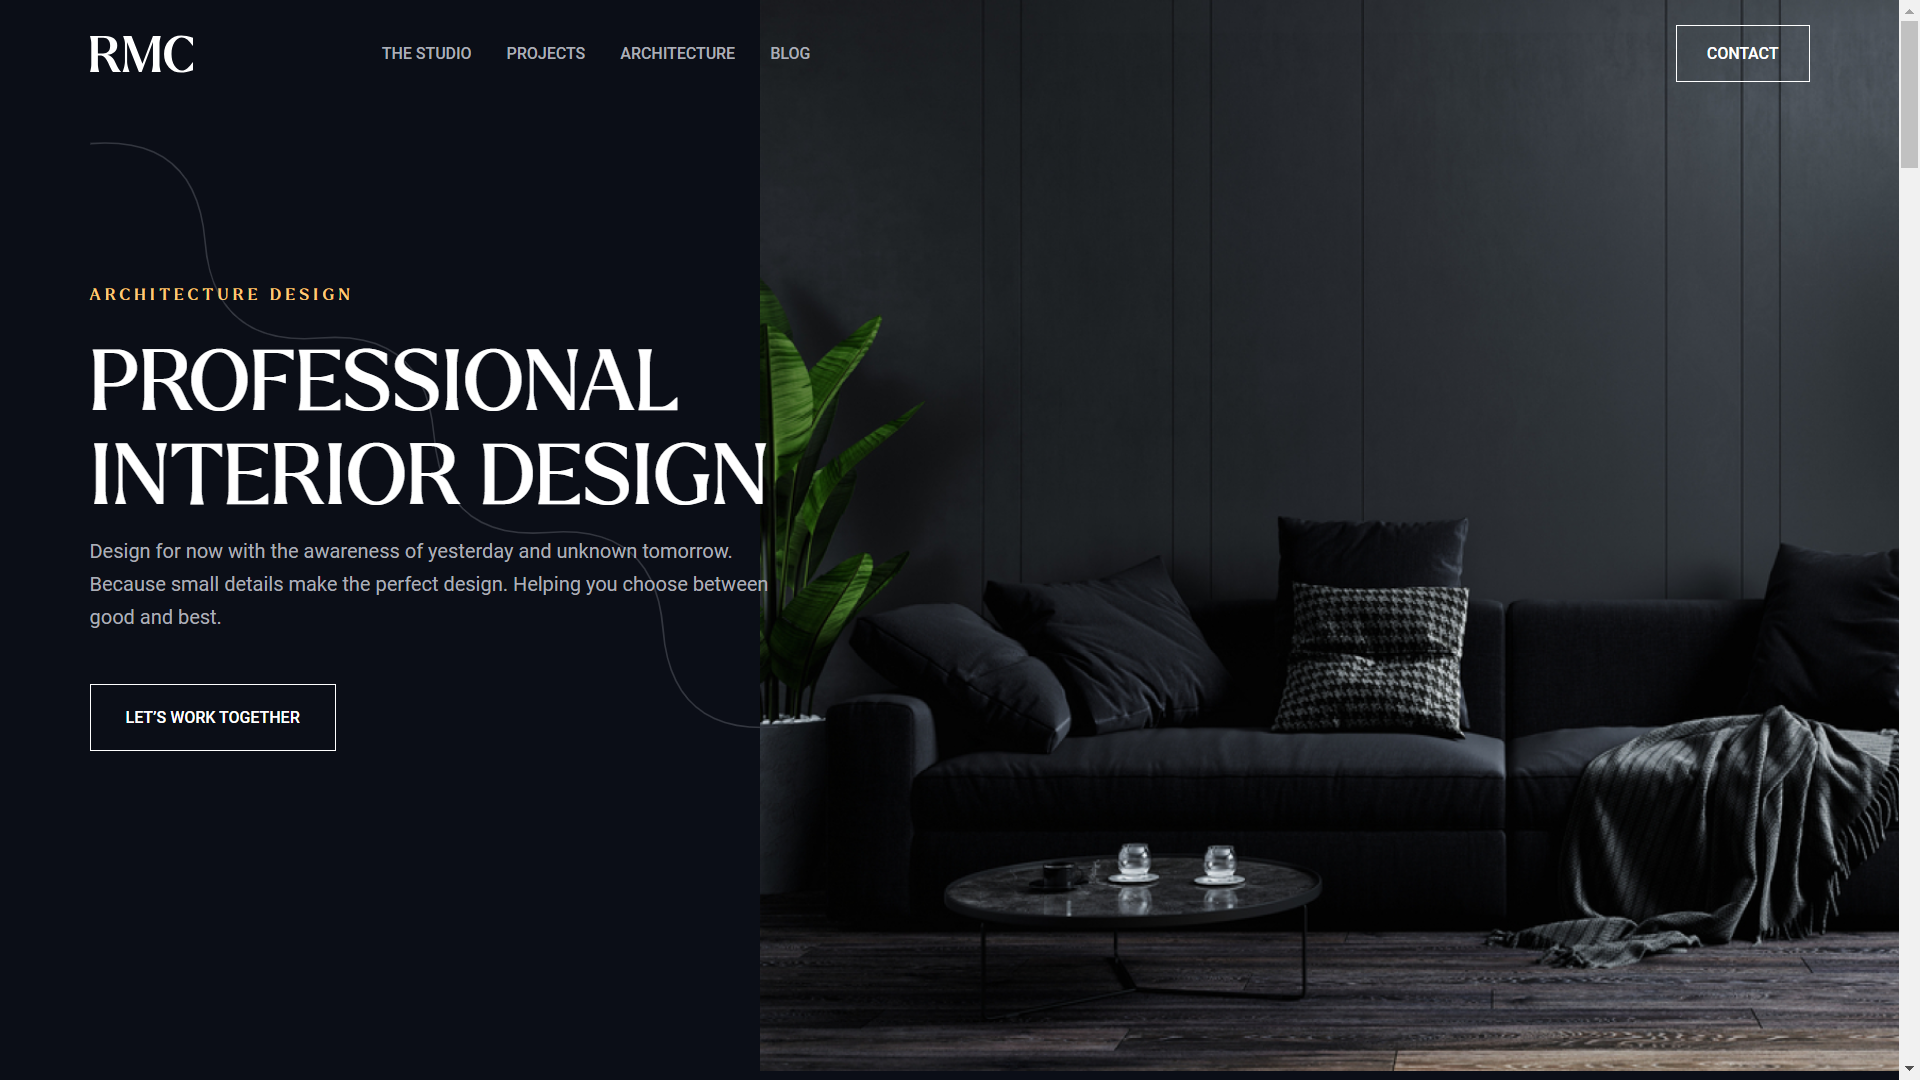 RMC
THE STUDIO
PROJECTS
ARCHITECTURE
BLOG
CONTACT
ARCHITECTURE DESIGN
PROFESSIONAL
INTERIOR DESIGN
Design for now with the awareness of yesterday and unknown tomorrow.
Because small details make the perfect design. Helping you choose between
good and best.
LET’S WORK TOGETHER